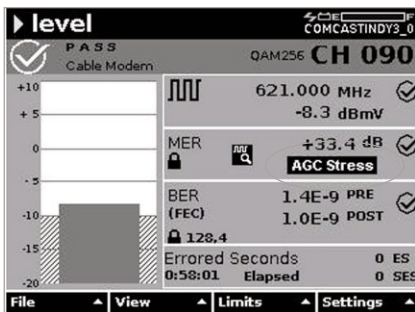 level
COMCASTINDY3_0
PASS
Cable Modem
QAM256 CH 090
621.000 MHz
-8.3 dBmV
MER
+33.4 dB
AGC Stress
BER
(FEC)
1.4E-9 PRE
1.0E-9 POST
128,4
Errored Seconds
0 ES
0:58:01 Elapsed
0 SES
+10
+ 5
0
- 5
-10
-15
-20
File
View
Limits
Settings